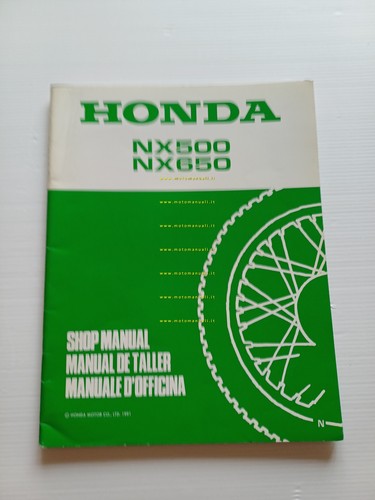 HONDA
NX500
NX650
www.motomanuali.it
www.motomanuali.it
www.motomanuali.it
www.motomanuali.it
www.motomanuali.it
www.motomanuali.it
www.motomanuali.it
SHOP MANUAL
MANUAL DE TALLER
MANUALE D'OFFICINA
© HONDA MOTOR CO., LTD. 1991
N